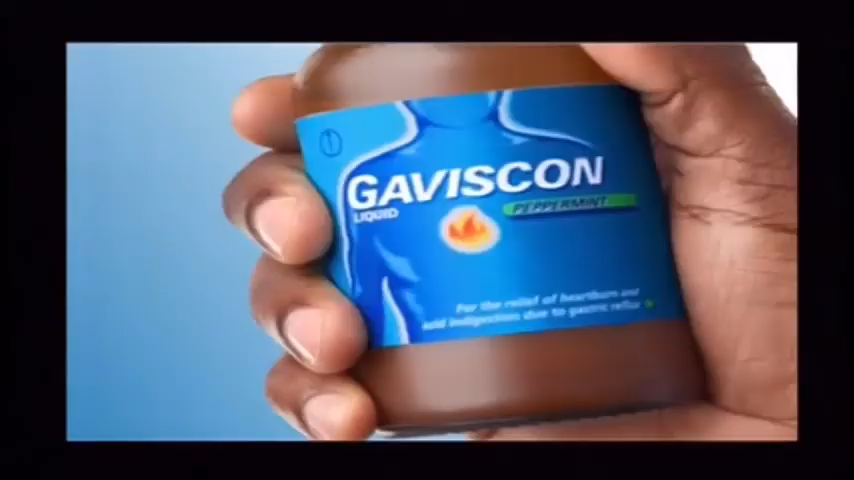 GAVISCON
LIQUID
PEPPERMINT
For the relief of heartburn and
acid indigestion due to gastric reflux